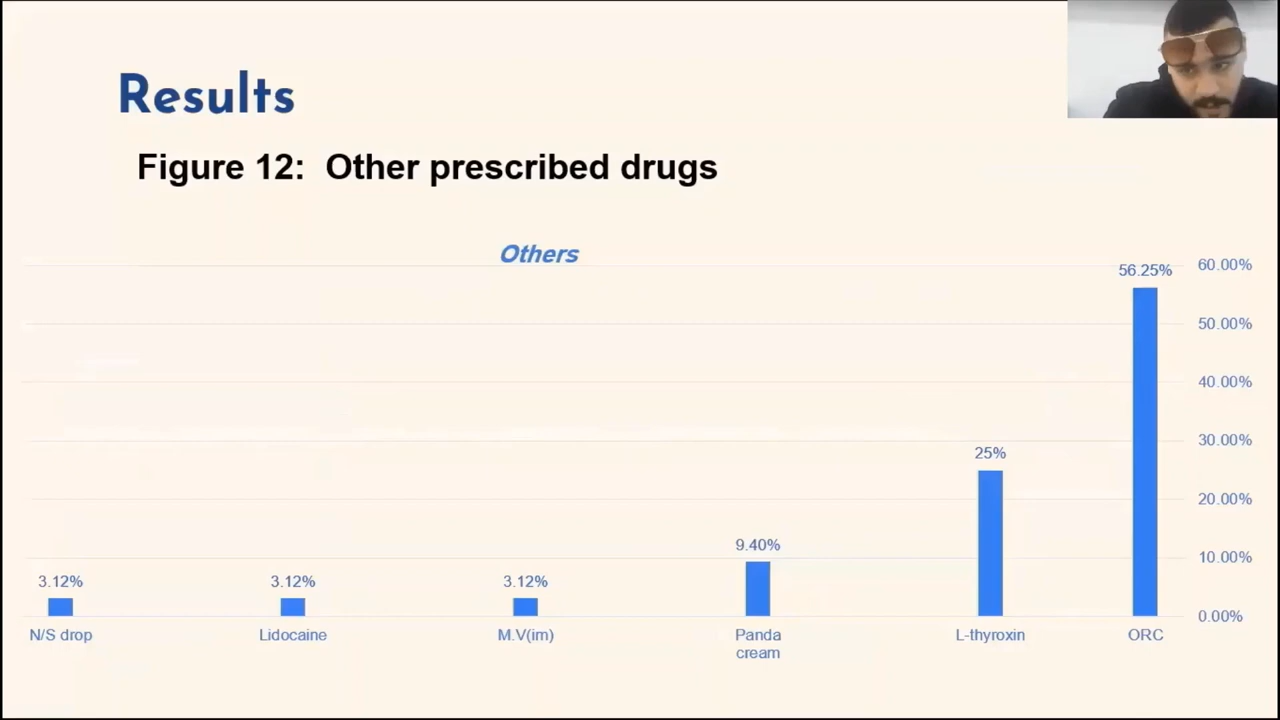 Results
Figure 12: Other prescribed drugs
Others
56.25%
60.00%
50.00%
40.00%
25%
30.00%
20.00%
9.40%
10.00%
3.12%
3.12%
3.12%
0.00%
N/S drop
Lidocaine
M.V(im)
Panda
cream
L-thyroxin
ORC